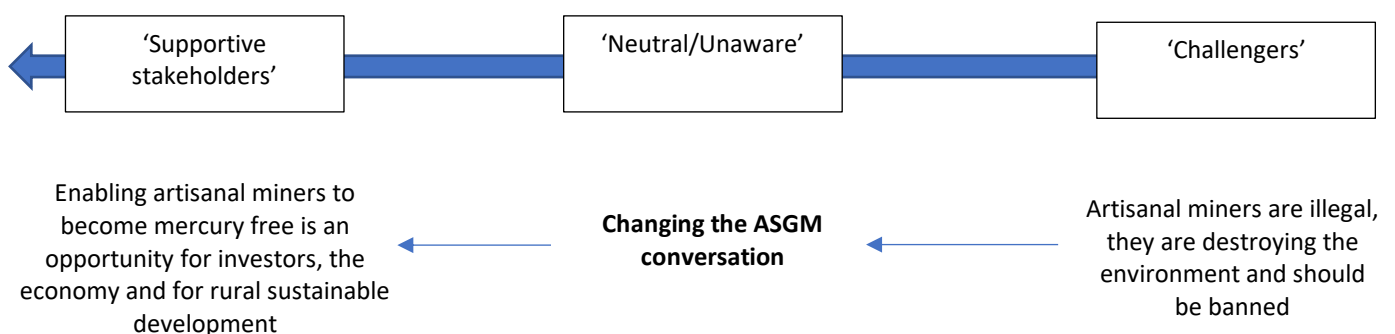 ‘Supportive
stakeholders’
‘Neutral/Unaware’
‘Challengers’
Enabling artisanal miners to
become mercury free is an
opportunity for investors, the
economy and for rural sustainable
development
Changing the ASGM
conversation
Artisanal miners are illegal,
they are destroying the
environment and should
be banned